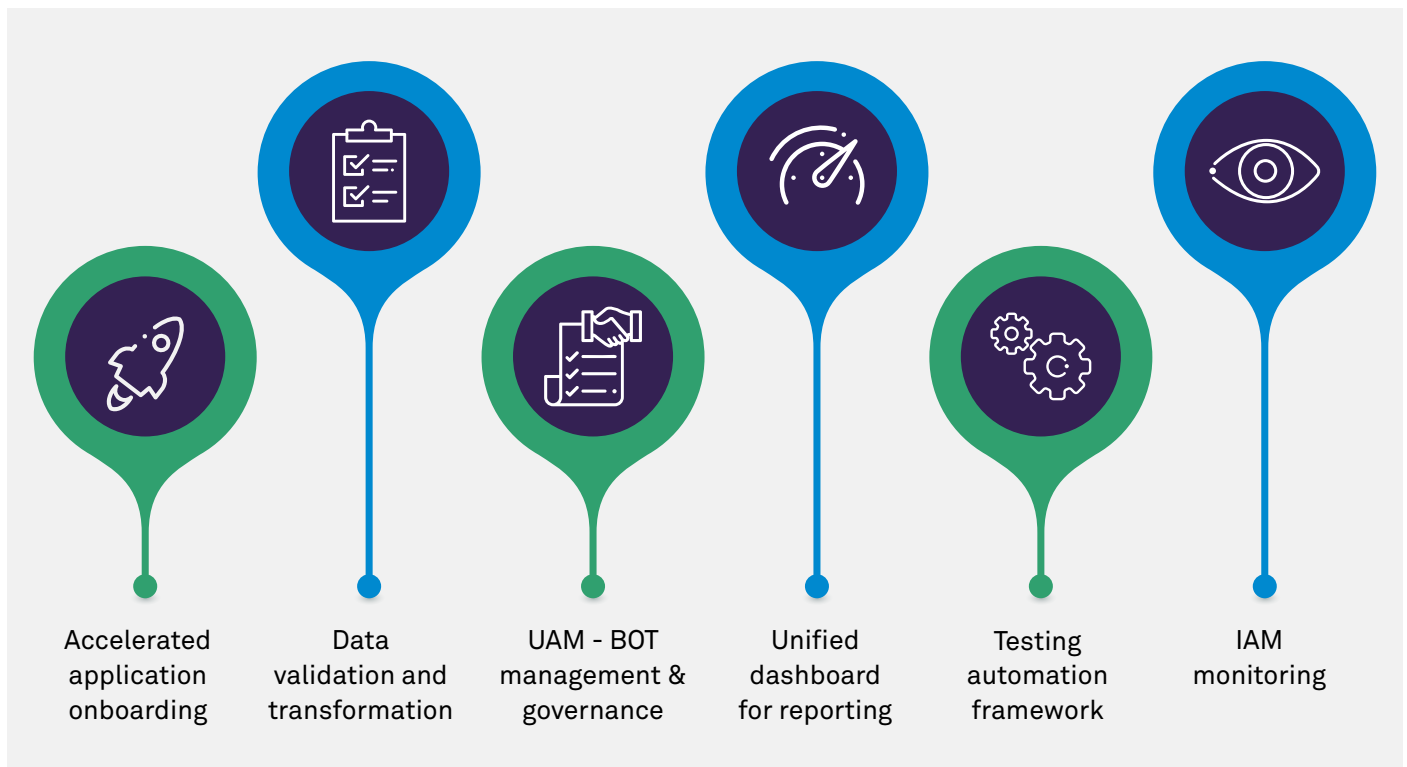 Accelerated
application
onboarding
Data
validation and
transformation
UAM - BOT
management &
governance
Unified
dashboard
for reporting
Testing
automation
framework
IAM
monitoring